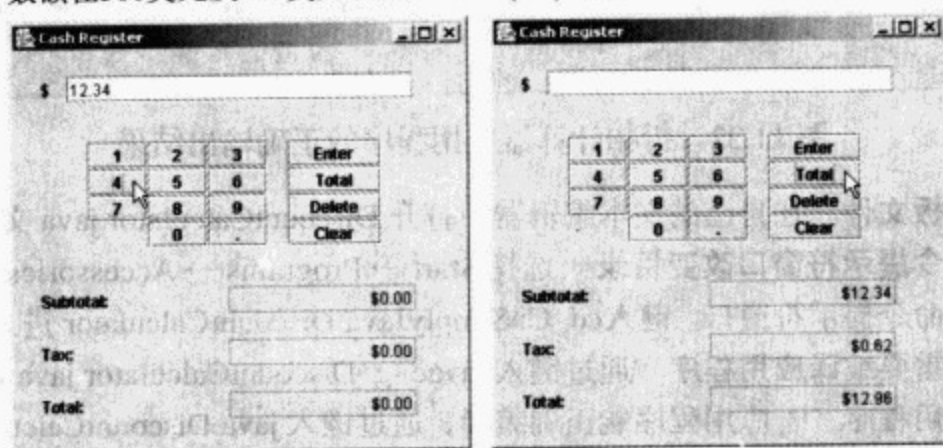 Cash Register
$ 12.34
1 2 3 Enter
4 5 6 Total
7 8 9 Delete
0 . Clear
Subtotal: $0.00
Tax: $0.00
Total: $0.00
Cash Register
$
1 2 3 Enter
4 5 6 Total
7 8 9 Delete
0 . Clear
Subtotal: $12.34
Tax: $0.62
Total: $12.96